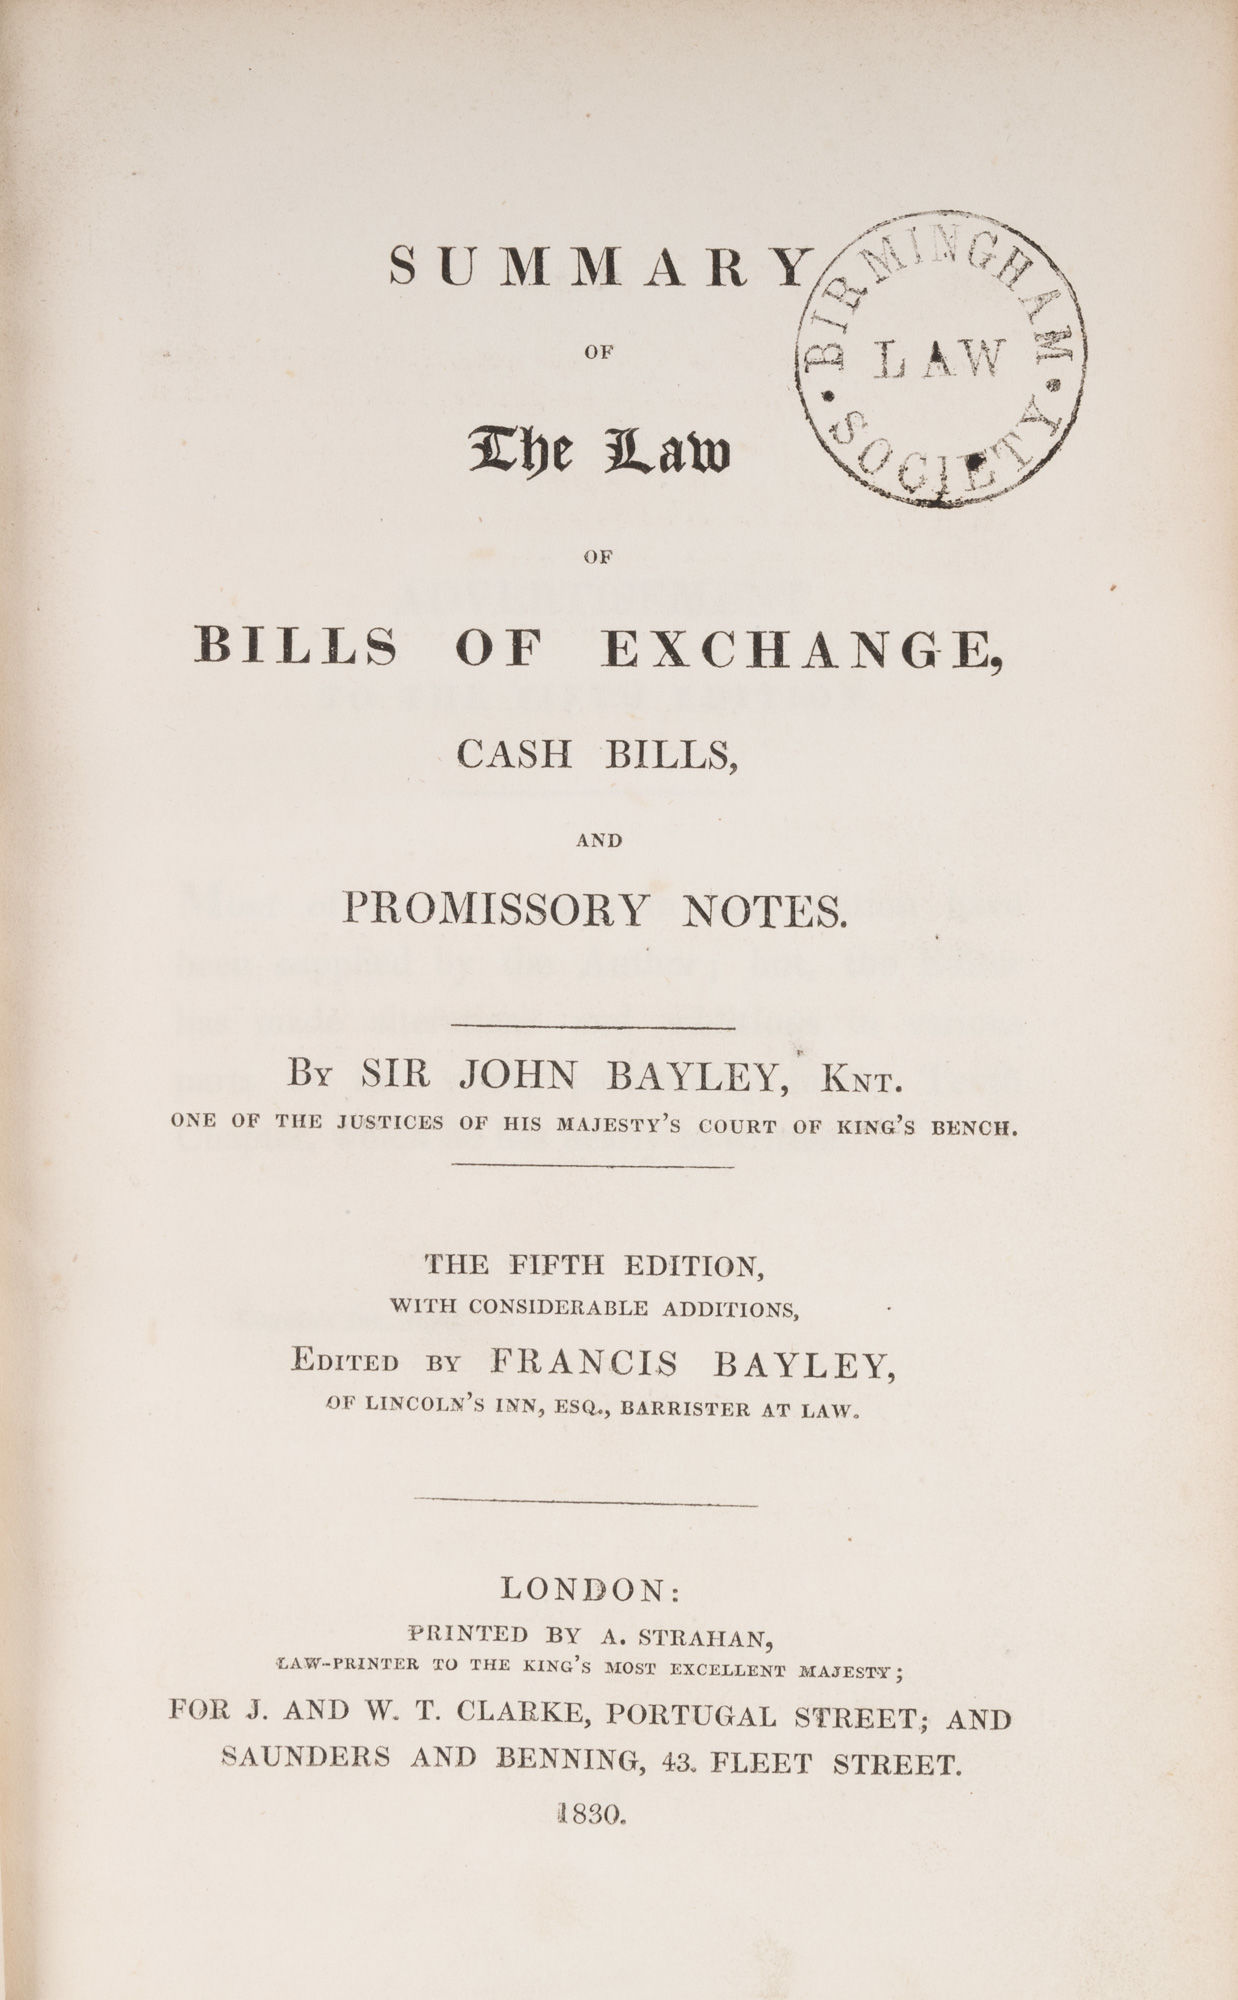 SUMMARY
OF
The Law
OF
BILLS OF EXCHANGE,
CASH BILLS,
AND
PROMISSORY NOTES.
By SIR JOHN BAYLEY, Knt.
ONE OF THE JUSTICES OF HIS MAJESTY'S COURT OF KING'S BENCH.
THE FIFTH EDITION,
WITH CONSIDERABLE ADDITIONS,
Edited by FRANCIS BAYLEY,
OF LINCOLN'S INN, ESQ., BARRISTER AT LAW.
LONDON:
PRINTED BY A. STRAHAN,
LAW-PRINTER TO THE KING'S MOST EXCELLENT MAJESTY;
FOR J. AND W. T. CLARKE, PORTUGAL STREET; AND
SAUNDERS AND BENNING, 43. FLEET STREET.
1830.
BIRMINGHAM
LAW
SOCIETY